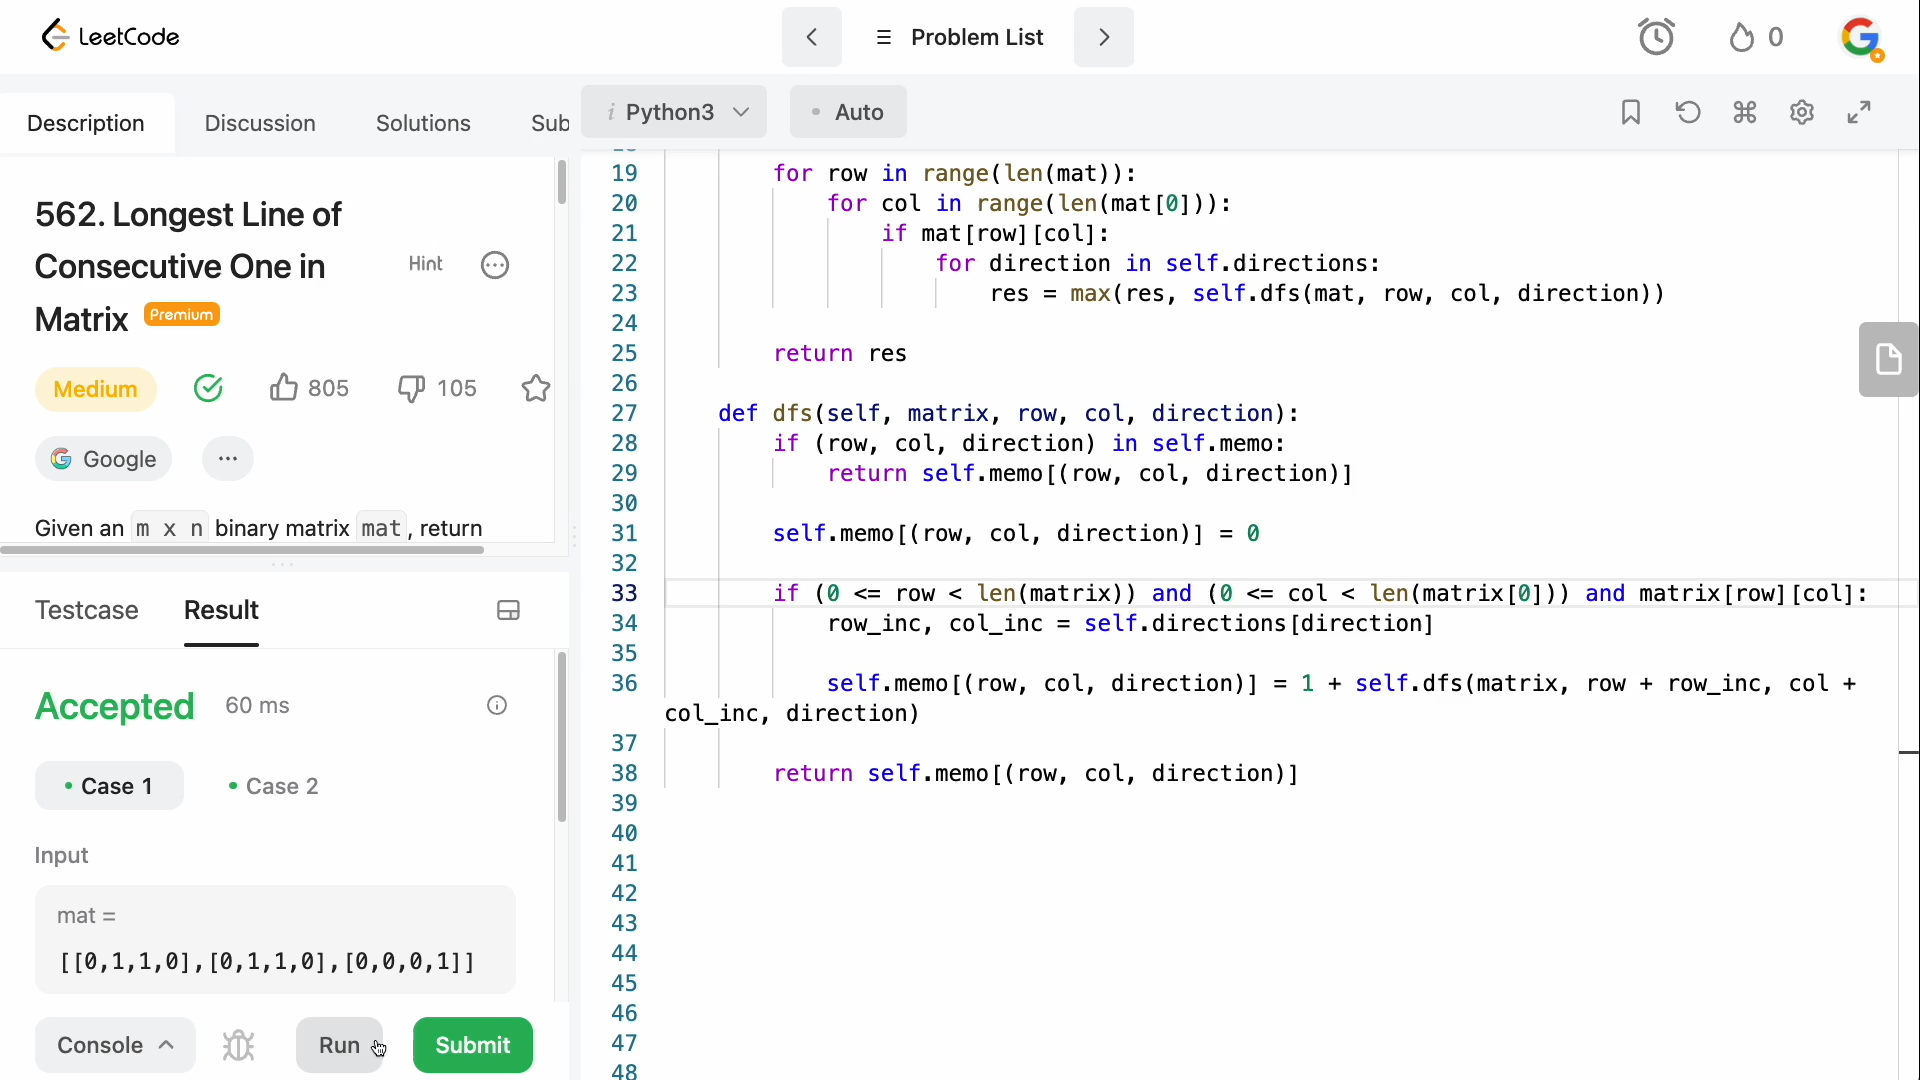 LeetCode
Problem List
0
Description
Discussion
Solutions
Sub
i Python3
• Auto
562. Longest Line of
Consecutive One in
Matrix
Premium
Hint
Medium
805
105
Google
...
Given an m x n binary matrix mat, return
Testcase
Result
Accepted
60 ms
• Case 1
• Case 2
Input
mat =
[[0,1,1,0],[0,1,1,0],[0,0,0,1]]
Console
Run
Submit
19 for row in range(len(mat)):
20 for col in range(len(mat[0])):
21 if mat[row][col]:
22 for direction in self.directions:
23 res = max(res, self.dfs(mat, row, col, direction))
24
25 return res
26
27 def dfs(self, matrix, row, col, direction):
28 if (row, col, direction) in self.memo:
29 return self.memo[(row, col, direction)]
30
31 self.memo[(row, col, direction)] = 0
32
33 if (0 <= row < len(matrix)) and (0 <= col < len(matrix[0])) and matrix[row][col]:
34 row_inc, col_inc = self.directions[direction]
35
36 self.memo[(row, col, direction)] = 1 + self.dfs(matrix, row + row_inc, col +
col_inc, direction)
37
38 return self.memo[(row, col, direction)]
39
40
41
42
43
44
45
46
47
48